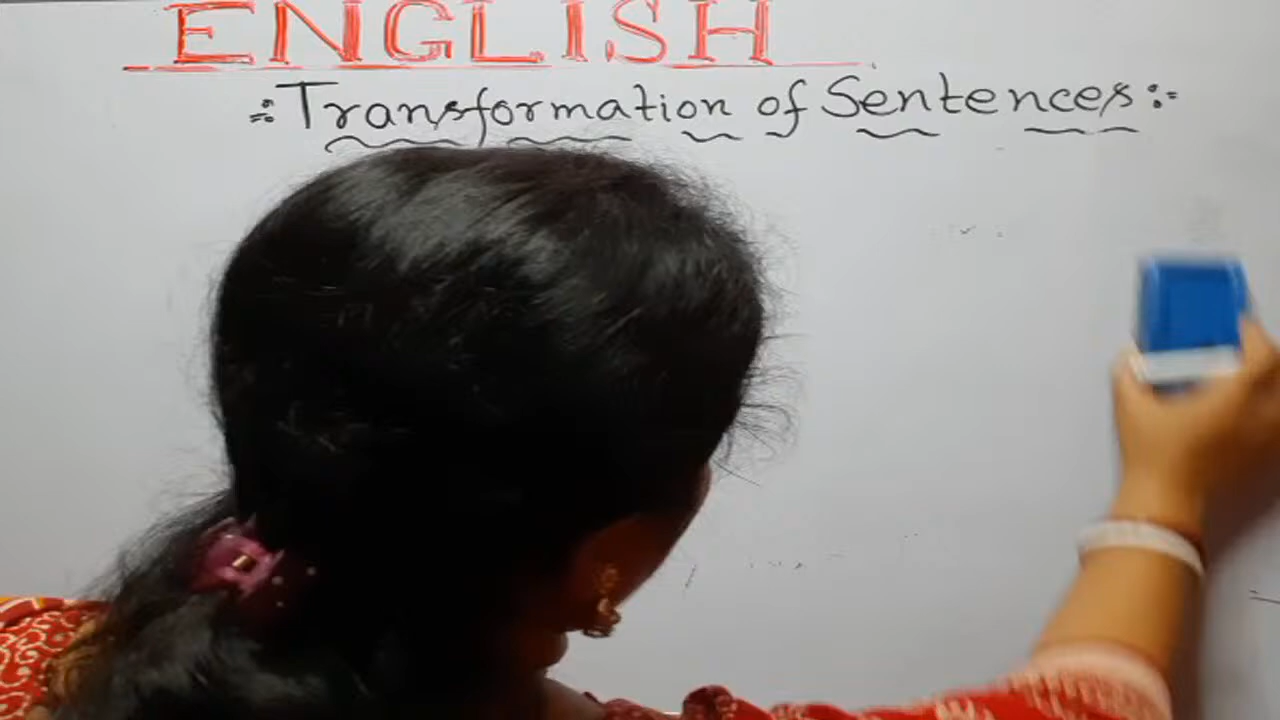 ENGLISH
:- Transformation of Sentences :-